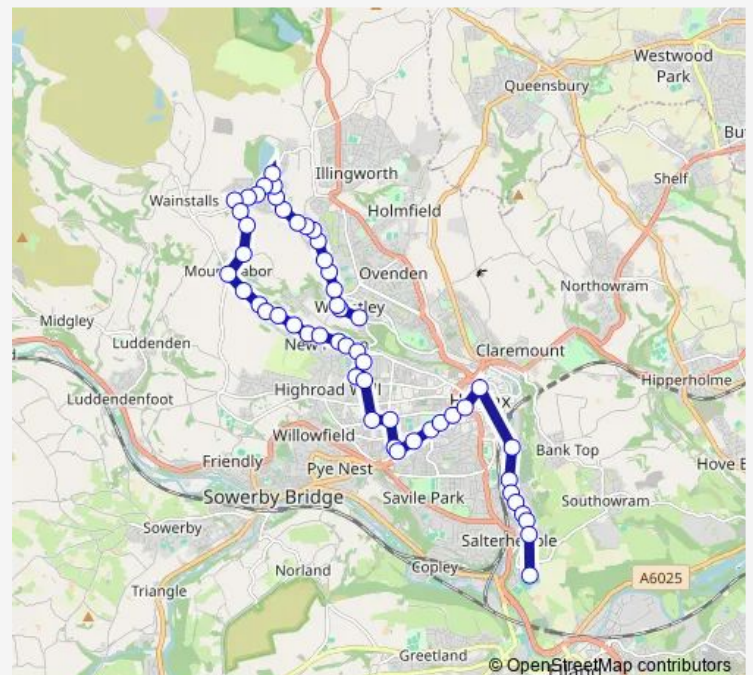 Westwood
Park
Queensbury
Illingworth
Shelf
Wainstalls
Holmfield
Ovenden
Northowram
Midgley
Luddenden
Claremount
Hipperholme
Luddendenfoot
Highroad
Willowfield
Friendly
Pye Nest
Bank Top
Sowerby Bridge
Savile Park
Southowram
Sowerby
Copley
Norland
A6025
Triangle
Greetland
© OpenStreetMap contributors